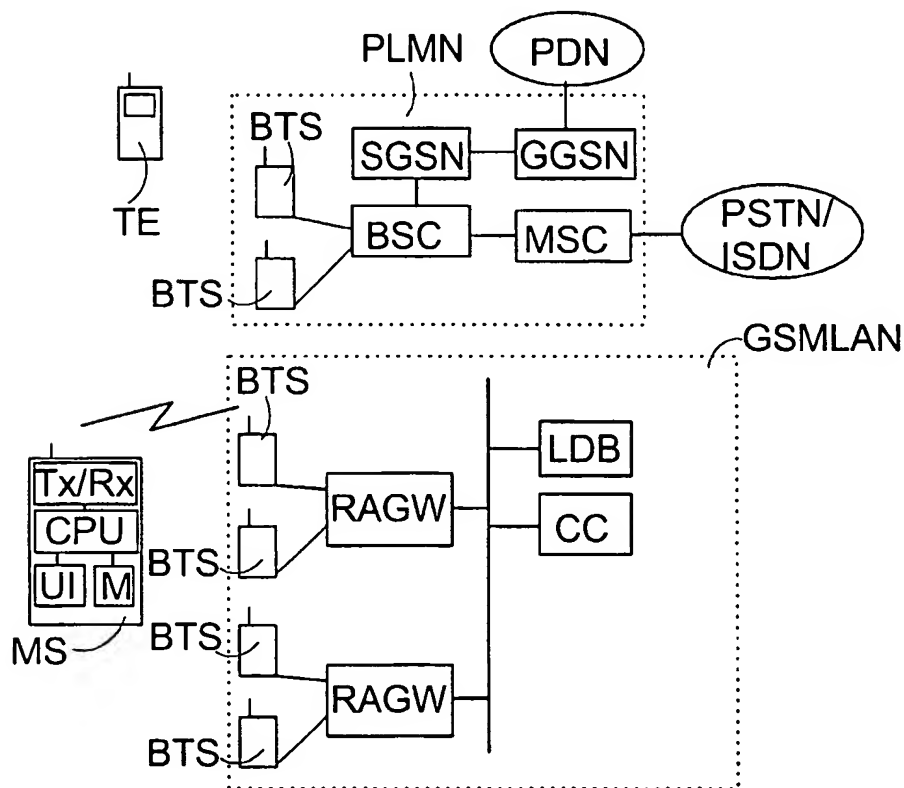 PLMN
PDN
BTS
SGSN
GGSN
TE
BSC
MSC
PSTN/
ISDN
BTS
GSMLAN
BTS
LDB
Tx/Rx
RAGW
CPU
CC
BTS
UI
M
BTS
MS
RAGW
BTS